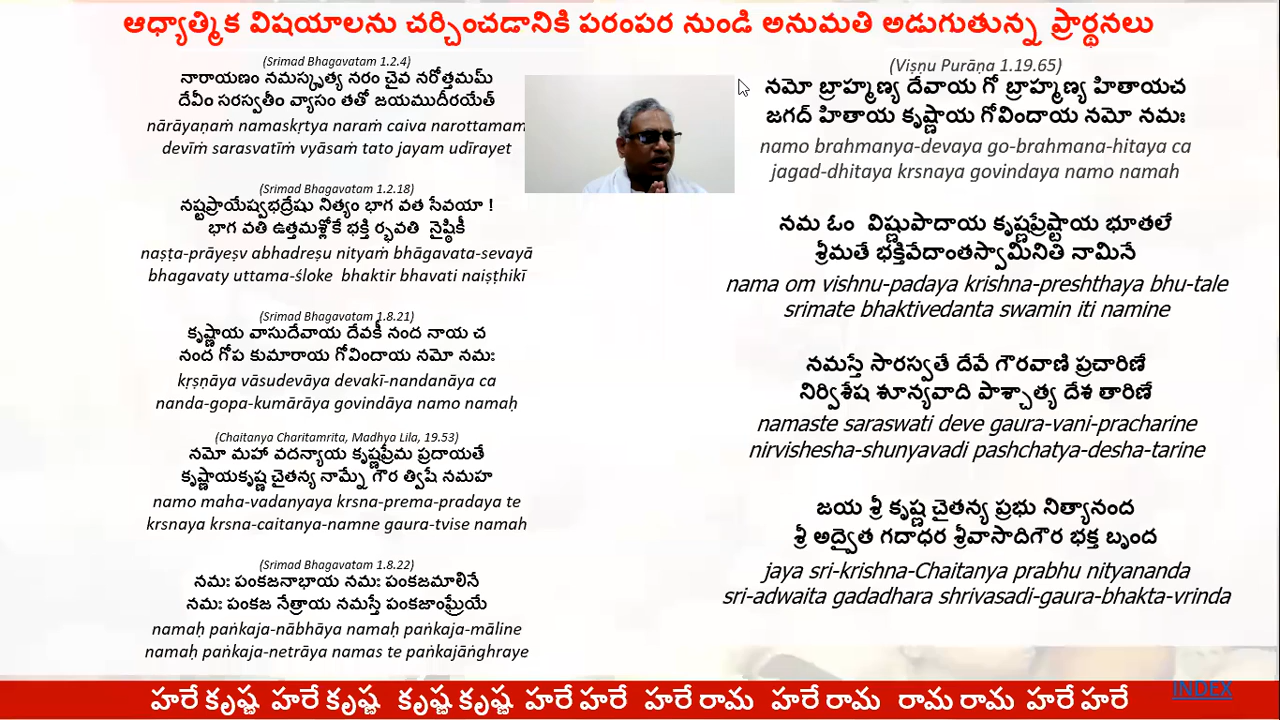 ఆధ్యాత్మిక విషయాలను చర్చించడానికి పరంపర నుండి అనుమతి అడుగుతున్న ప్రార్థనలు
(Srimad Bhagavatam 1.2.4)
నారాయణం నమస్కృత్య నరం చైవ నరోత్తమమ్
దేవీం సరస్వతీం వ్యాసం తతో జయముదీరయేత్
nārāyaṇaṁ namaskṛtya naraṁ caiva narottamam
devīṁ sarasvatīṁ vyāsaṁ tato jayam udīrayet
(Srimad Bhagavatam 1.2.18)
నష్టప్రాయేష్వభద్రేషు నిత్యం భాగ వత సేవయా !
భాగ వతి ఉత్తమశ్లోకే భక్తి ర్భవతి నైష్ఠికీ
naṣṭa-prāyeṣv abhadreṣu nityaṁ bhāgavata-sevayā
bhagavaty uttama-śloke bhaktir bhavati naiṣṭhikī
(Srimad Bhagavatam 1.8.21)
కృష్ణాయ వాసుదేవాయ దేవకీ నంద నాయ చ
నంద గోప కుమారాయ గోవిందాయ నమో నమః
kṛṣṇāya vāsudevāya devakī-nandanāya ca
nanda-gopa-kumārāya govindāya namo namaḥ
(Chaitanya Charitamrita, Madhya Lila, 19.53)
నమో మహా వదన్యాయ కృష్ణప్రేమ ప్రదాయతే
కృష్ణాయకృష్ణ చైతన్య నామ్నే గౌర త్విషే నమహ
namo maha-vadanyaya krsna-prema-pradaya te
krsnaya krsna-caitanya-namne gaura-tvise namah
(Srimad Bhagavatam 1.8.22)
నమః పంకజనాభాయ నమః పంకజమాలినే
నమః పంకజ నేత్రాయ నమస్తే పంకజాంఘ్రేయే
namaḥ paṅkaja-nābhāya namaḥ paṅkaja-māline
namaḥ paṅkaja-netrāya namas te paṅkajāṅghraye
(Viṣṇu Purāṇa 1.19.65)
నమో బ్రాహ్మణ్య దేవాయ గో బ్రాహ్మణ్య హితాయచ
జగద్ హితాయ కృష్ణాయ గోవిందాయ నమో నమః
namo brahmanya-devaya go-brahmana-hitaya ca
jagad-dhitaya krsnaya govindaya namo namah
నమ ఓం విష్ణుపాదాయ కృష్ణప్రేష్టాయ భూతలే
శ్రీమతే భక్తివేదాంతస్వామినితి నామినే
nama om vishnu-padaya krishna-preshthaya bhu-tale
srimate bhaktivedanta swamin iti namine
నమస్తే సారస్వతే దేవే గౌరవాణి ప్రచారిణే
నిర్విశేష శూన్యవాది పాశ్చాత్య దేశ తారిణే
namaste saraswati deve gaura-vani-pracharine
nirvishesha-shunyavadi pashchatya-desha-tarine
జయ శ్రీ కృష్ణ చైతన్య ప్రభు నిత్యానంద
శ్రీ అద్వైత గదాధర శ్రీవాసాదిగౌర భక్త బృంద
jaya sri-krishna-Chaitanya prabhu nityananda
sri-adwaita gadadhara shrivasadi-gaura-bhakta-vrinda
హరే కృష్ణ హరే కృష్ణ కృష్ణ కృష్ణ హరే హరే హరే రామ హరే రామ రామ రామ హరే హరే
INDEX